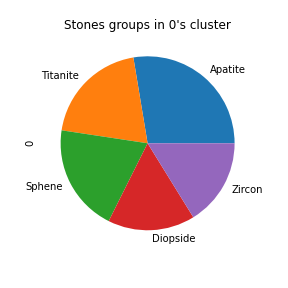 Stones groups in 0's cluster
Apatite
Titanite
0
Sphene
Zircon
Diopside